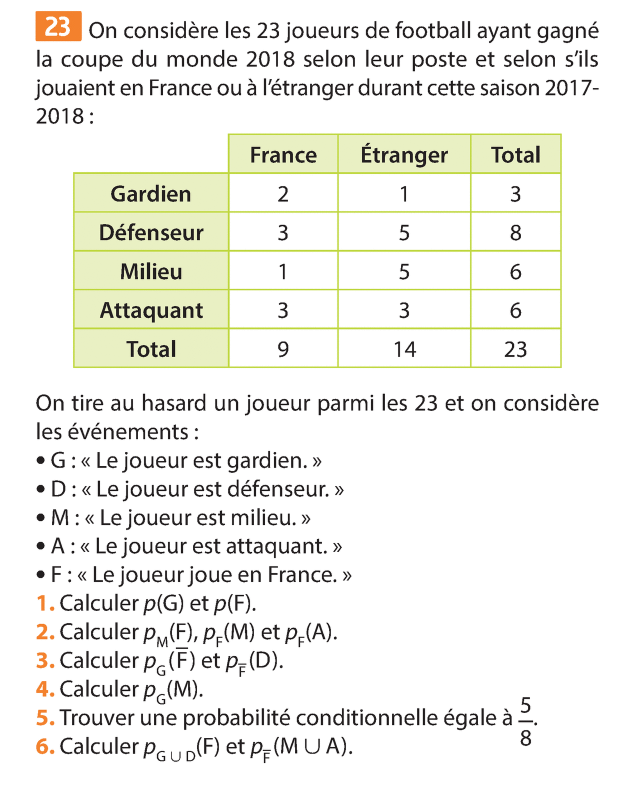 23 On considère les 23 joueurs de football ayant gagné
la coupe du monde 2018 selon leur poste et selon s'ils
jouaient en France ou à l'étranger durant cette saison 2017-
2018 :
France Étranger Total
Gardien 2 1 3
Défenseur 3 5 8
Milieu 1 5 6
Attaquant 3 3 6
Total 9 14 23
On tire au hasard un joueur parmi les 23 et on considère
les événements :
• G : « Le joueur est gardien. »
• D : « Le joueur est défenseur. »
• M : « Le joueur est milieu. »
• A : « Le joueur est attaquant. »
• F : « Le joueur joue en France. »
1. Calculer p(G) et p(F).
2. Calculer p_M(F), p_F(M) et p_F(A).
3. Calculer p_G(F̅) et p_F̅(D).
4. Calculer p_G(M).
5. Trouver une probabilité conditionnelle égale à 5/8.
6. Calculer p_G∪D(F) et p_F̅(M ∪ A).